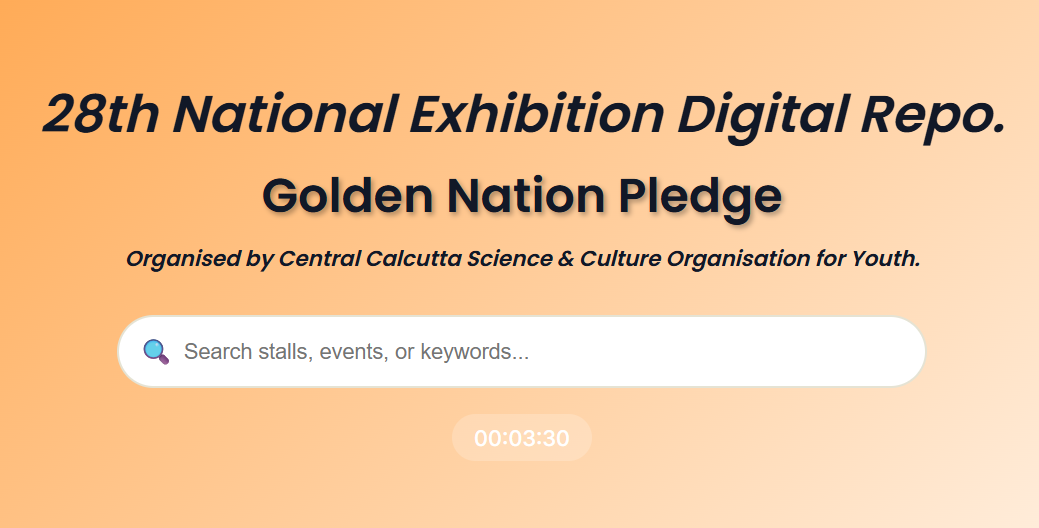 28th National Exhibition Digital Repo.
Golden Nation Pledge
Organised by Central Calcutta Science & Culture Organisation for Youth.
Search stalls, events, or keywords...
00:03:30